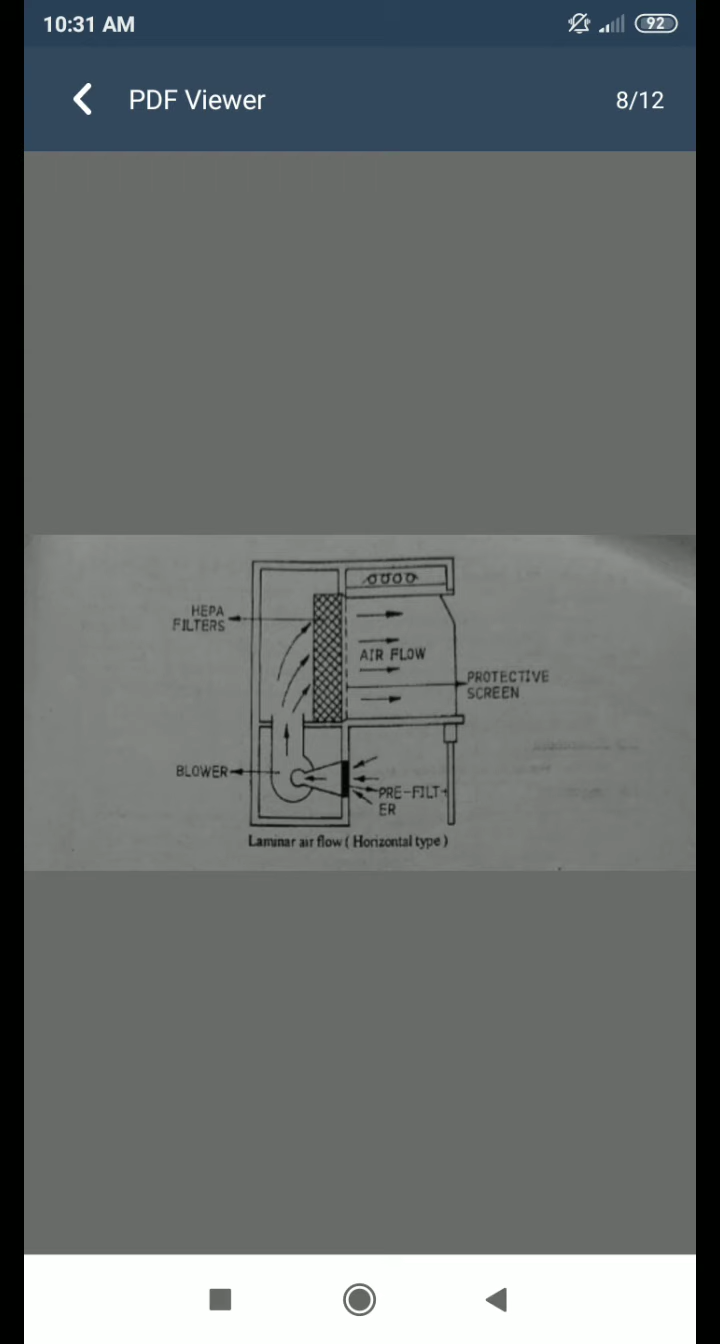 10:31 AM
92
PDF Viewer
8/12
HEPA
FILTERS
AIR FLOW
PROTECTIVE
SCREEN
BLOWER
PRE-FILT
ER
Laminar air flow ( Horizontal type )